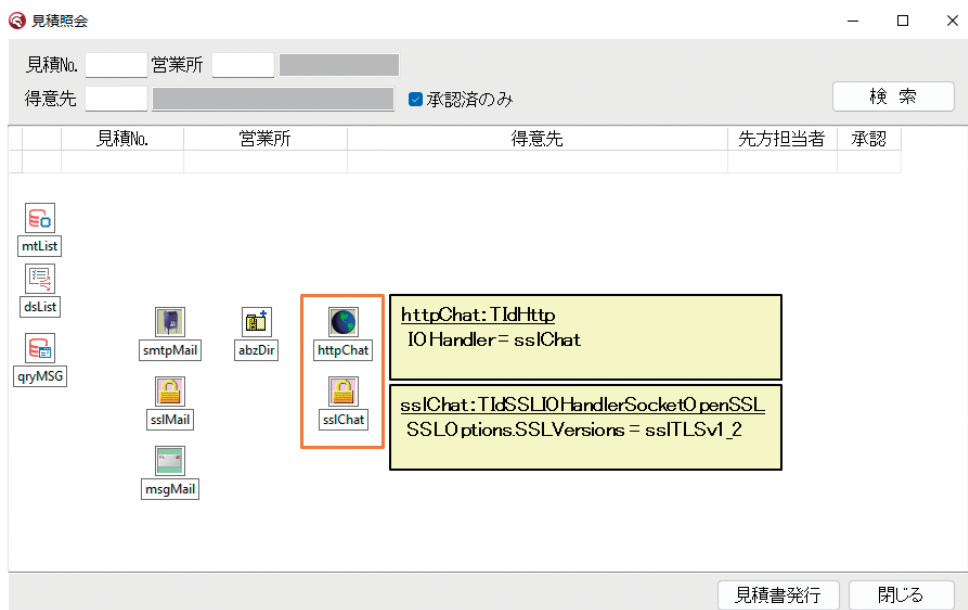 見積照会
見積No. 営業所
得意先 承認済のみ
検 索
見積No. 営業所 得意先 先方担当者 承認
mtList
dsList
qryMSG
smtpMail
abzDir
httpChat
sslMail
sslChat
msgMail
httpChat:TIdHttp
IOHandler=sslChat
sslChat:TIdSSLIOHandlerSocketOpenSSL
SSLOptions.SSLVersions=sslTLSv1_2
見積書発行 閉じる